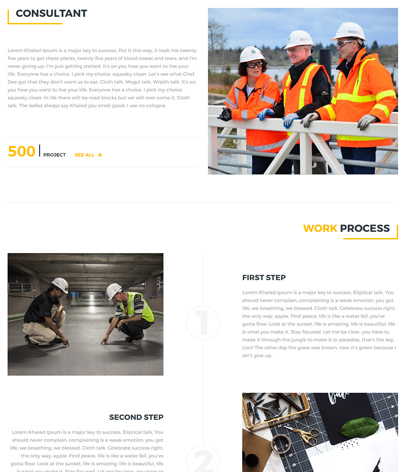 CONSULTANT
Lorem Khaled Ipsum is a major key to success. Put it this way, it took me twenty
five years to get these plants, twenty five years of blood sweat and tears, and I'm
never giving up, I'm just getting started. It's on you how you want to live your
life. Everyone has a choice. I pick my choice, squeaky clean. Let's see what Chef
Dee got that they don't want us to eat. Cloth talk. Mogul talk. Wraith talk. It's on
you how you want to live your life. Everyone has a choice. I pick my choice,
squeaky clean. In life there will be road blocks but we will over come it. Cloth
talk. The ladies always say Khaled you smell good, I use no cologne.
500 PROJECT SEE ALL
WORK PROCESS
FIRST STEP
Lorem Khaled Ipsum is a major key to success. Eliptical talk. You
should never complain, complaining is a weak emotion, you got
life, we breathing, we blessed. Cloth talk. Celebrate success right,
the only way, apple. Find peace, life is like a water fall, you've
gotta flow. Look at the sunset, life is amazing, life is beautiful, life
is what you make it. Stay focused. Let me be clear, you have to
make it through the jungle to make it to paradise, that's the key,
Lion! The other day the grass was brown, now it's green because I
ain't give up.
1
SECOND STEP
Lorem Khaled Ipsum is a major key to success. Eliptical talk. You
should never complain, complaining is a weak emotion, you got
life, we breathing, we blessed. Cloth talk. Celebrate success right,
the only way, apple. Find peace, life is like a water fall, you've
gotta flow. Look at the sunset, life is amazing, life is beautiful, life
2